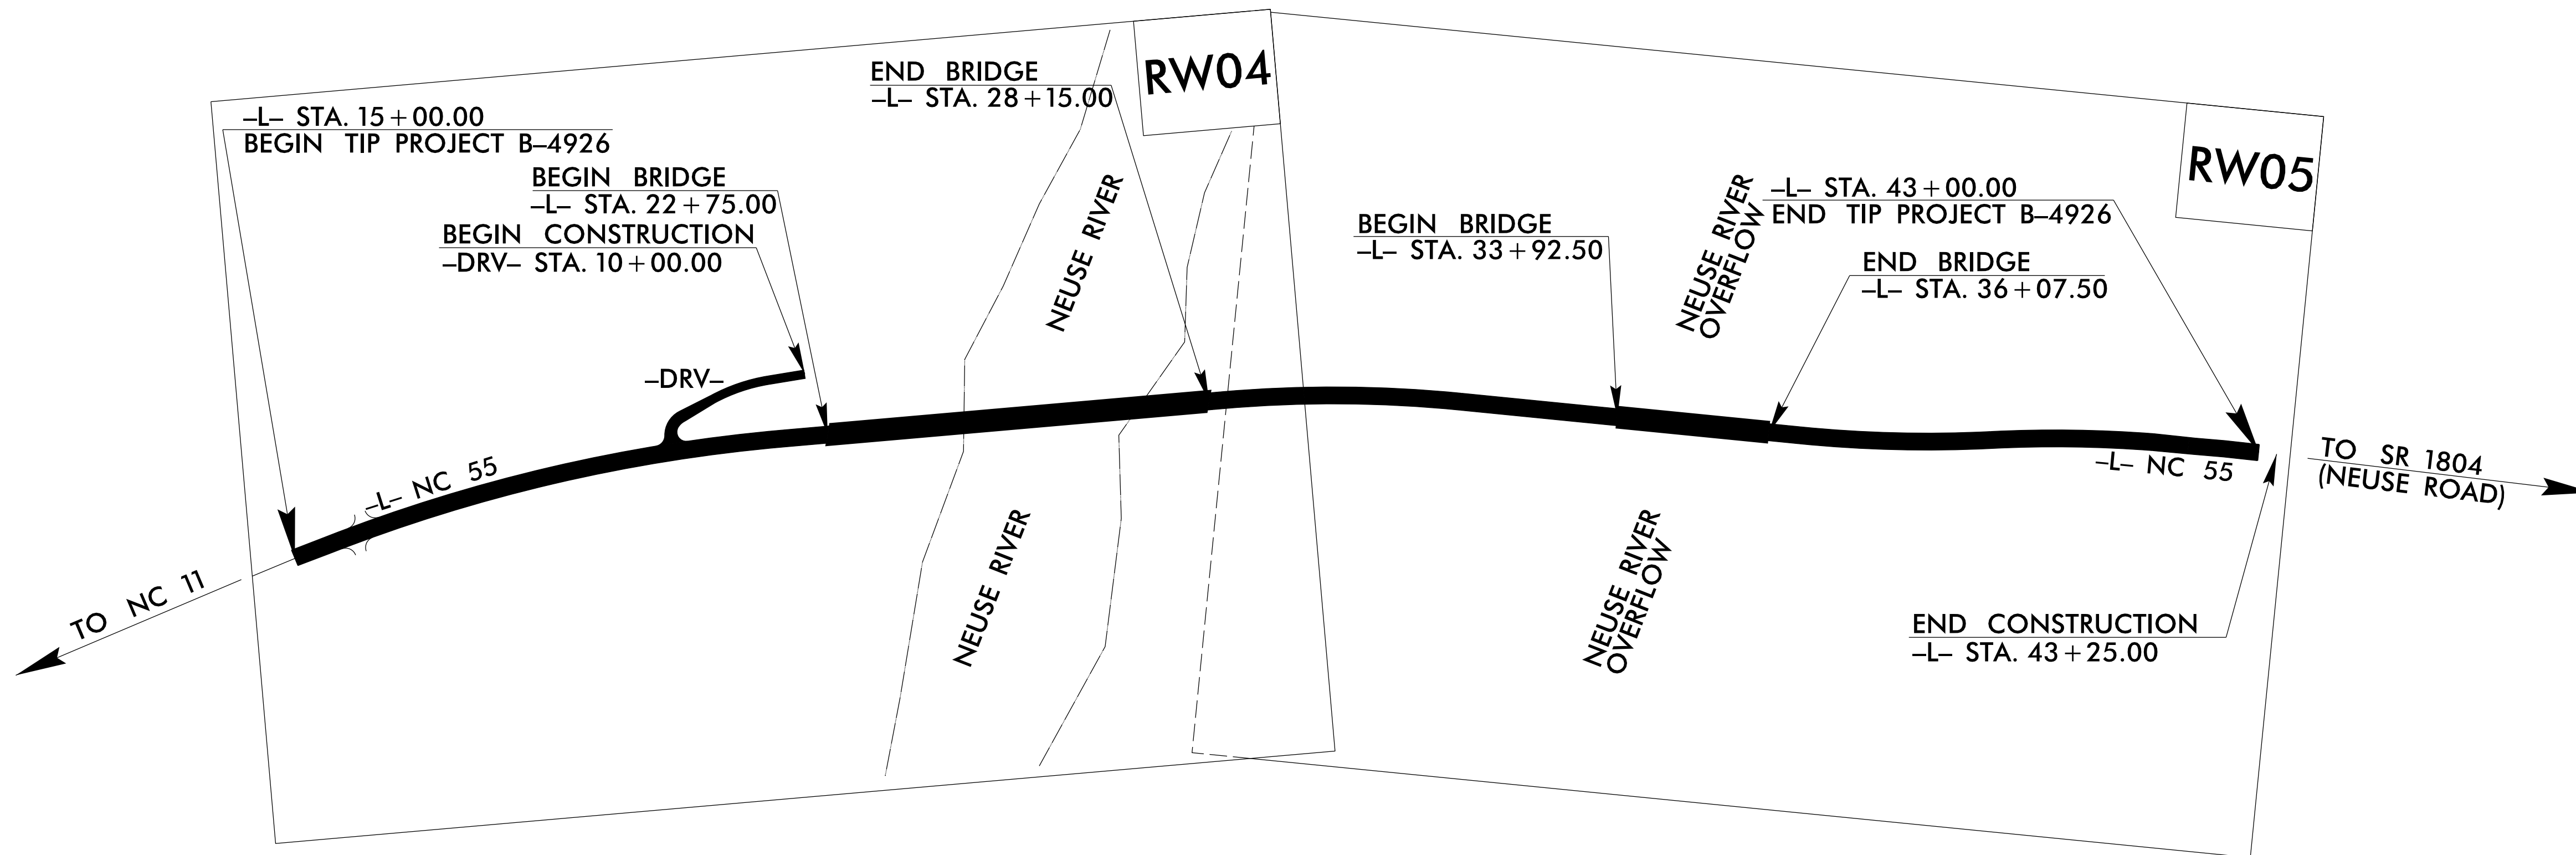 RW04
END BRIDGE
–L– STA. 28+15.00
–L– STA. 15+00.00
BEGIN TIP PROJECT B–4926
BEGIN BRIDGE
–L– STA. 22+75.00
BEGIN CONSTRUCTION
–DRV– STA. 10+00.00
NEUSE RIVER
–DRV–
–L– NC 55
TO NC 11
NEUSE RIVER
RW05
BEGIN BRIDGE
–L– STA. 33+92.50
NEUSE RIVER
OVERFLOW
–L– STA. 43+00.00
END TIP PROJECT B–4926
END BRIDGE
–L– STA. 36+07.50
–L– NC 55
TO SR 1804
(NEUSE ROAD)
NEUSE RIVER
OVERFLOW
END CONSTRUCTION
–L– STA. 43+25.00